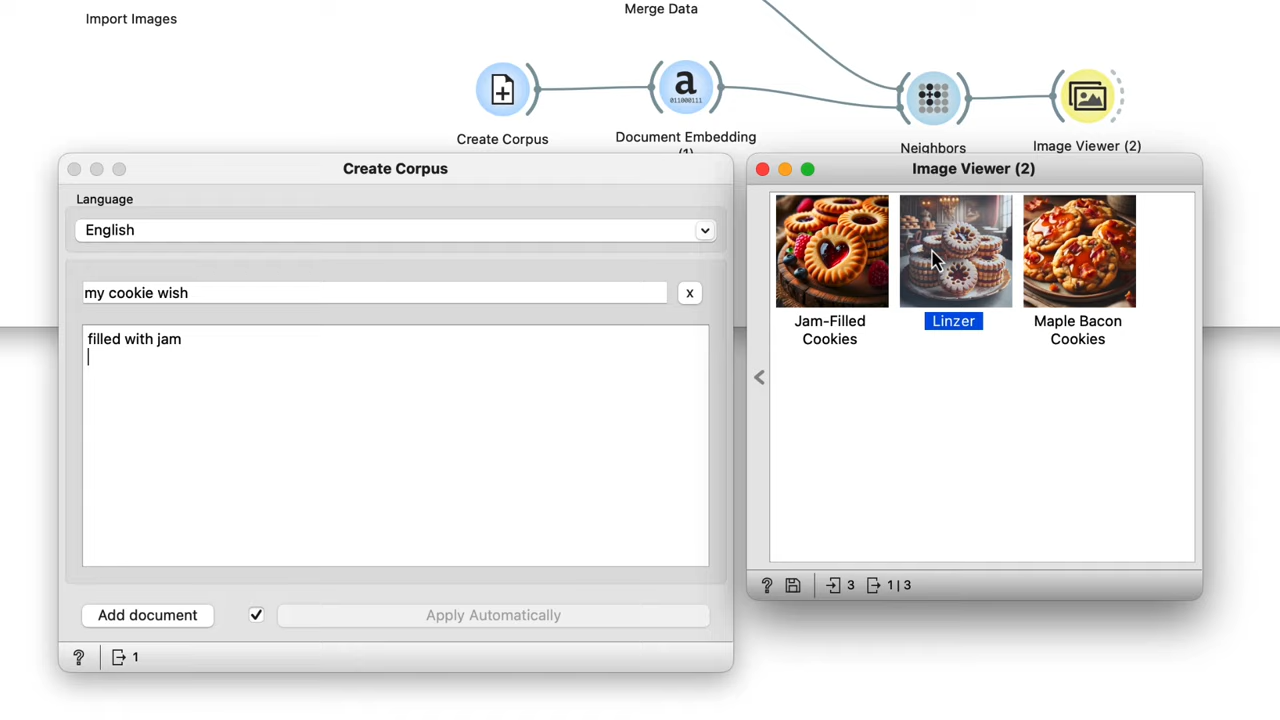 Import Images
Merge Data
a
011000111
Create Corpus
Document Embedding
(1)
Neighbors
Image Viewer (2)
Create Corpus
Language
English
my cookie wish
x
filled with jam
Add document
Apply Automatically
?
1
Image Viewer (2)
Jam-Filled
Cookies
Linzer
Maple Bacon
Cookies
?
3
1 | 3